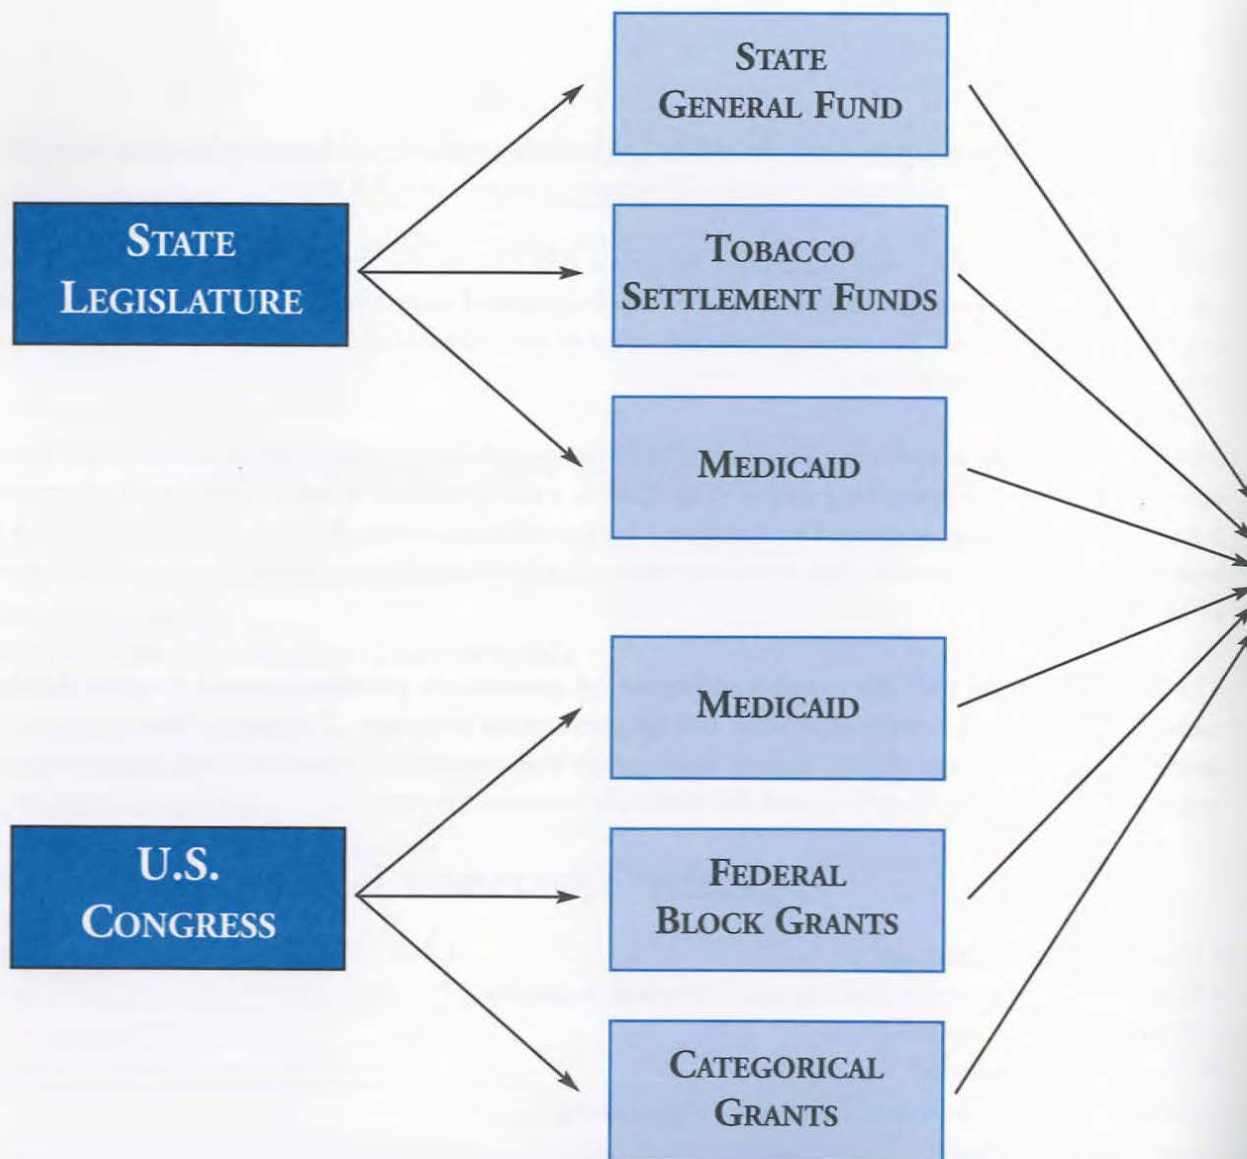 STATE
GENERAL FUND
STATE
LEGISLATURE
TOBACCO
SETTLEMENT FUNDS
MEDICAID
MEDICAID
U.S.
CONGRESS
FEDERAL
BLOCK GRANTS
CATEGORICAL
GRANTS